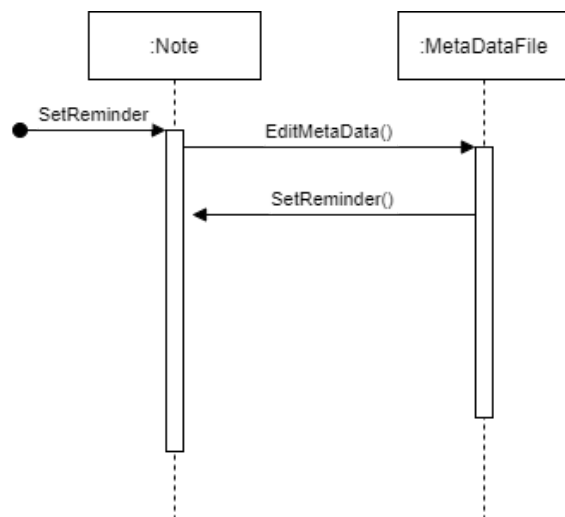 :Note
:MetaDataFile
SetReminder
EditMetaData()
SetReminder()